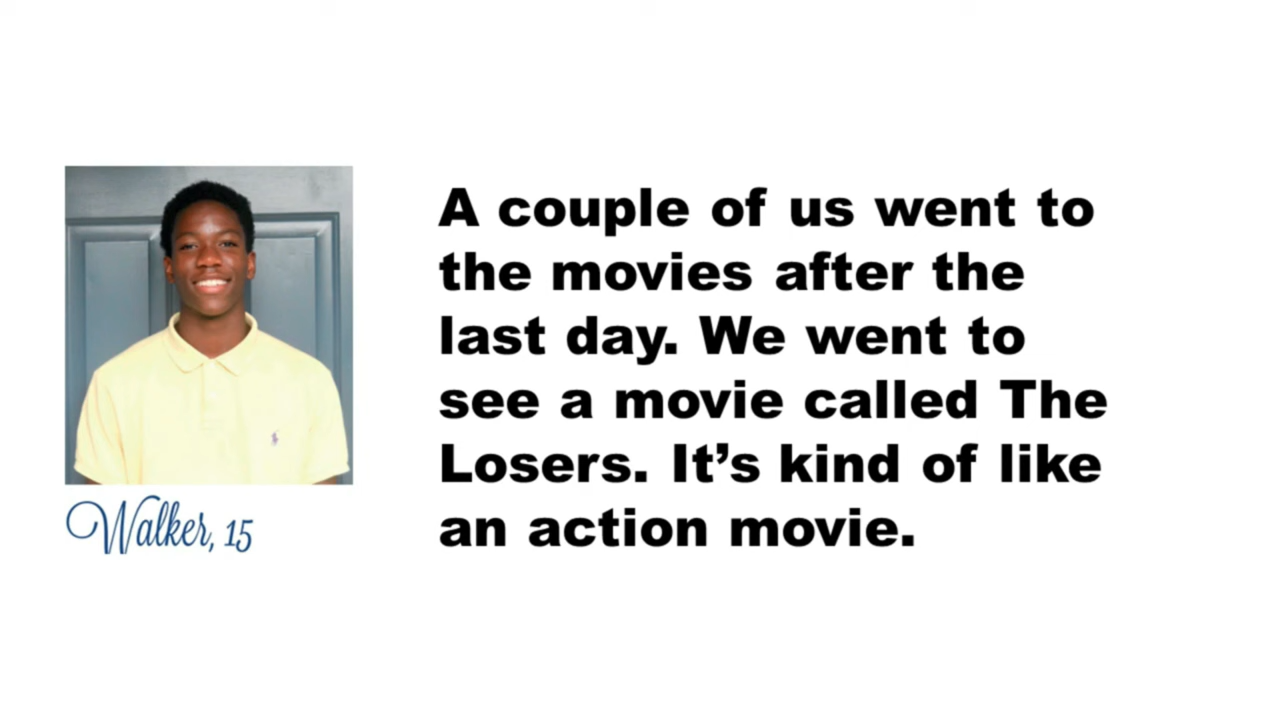 A couple of us went to
the movies after the
last day. We went to
see a movie called The
Losers. It’s kind of like
an action movie.
Walker, 15